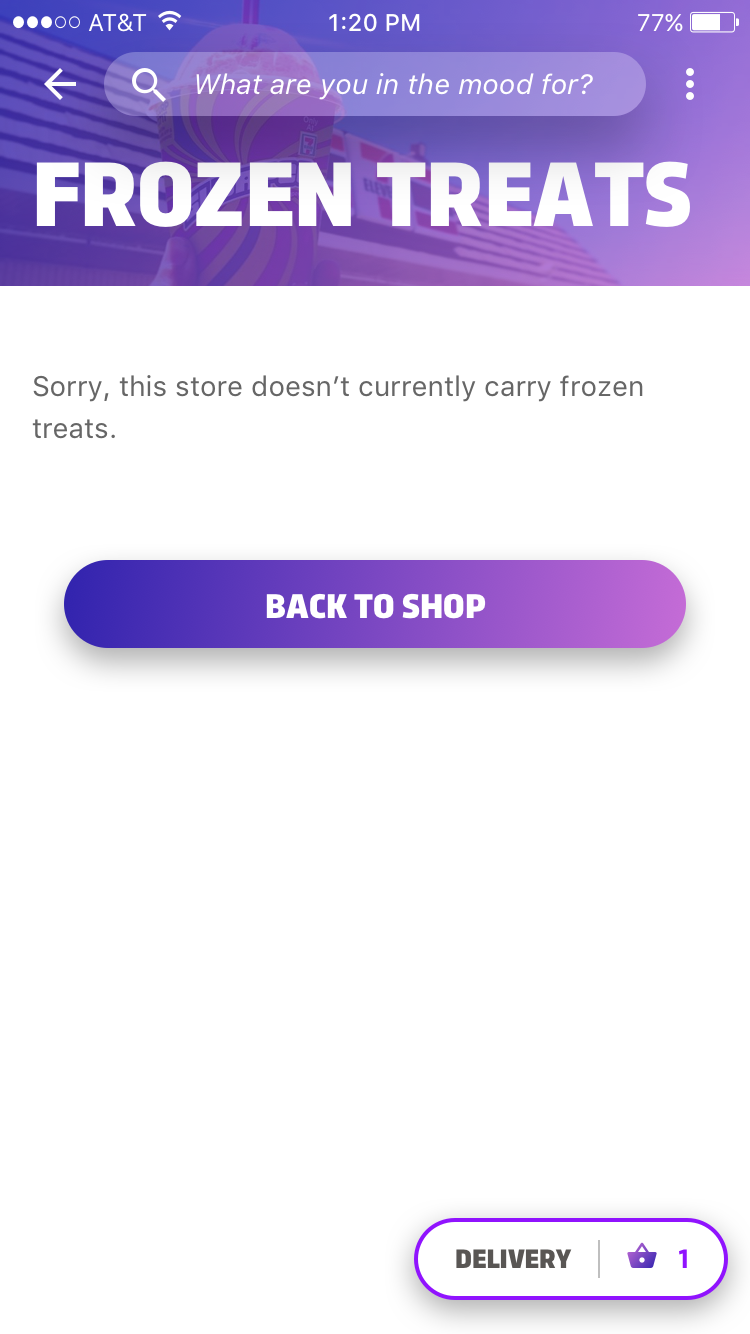 AT&T 1:20 PM 77%
What are you in the mood for?
FROZEN TREATS
Sorry, this store doesn’t currently carry frozen
treats.
BACK TO SHOP
DELIVERY 1